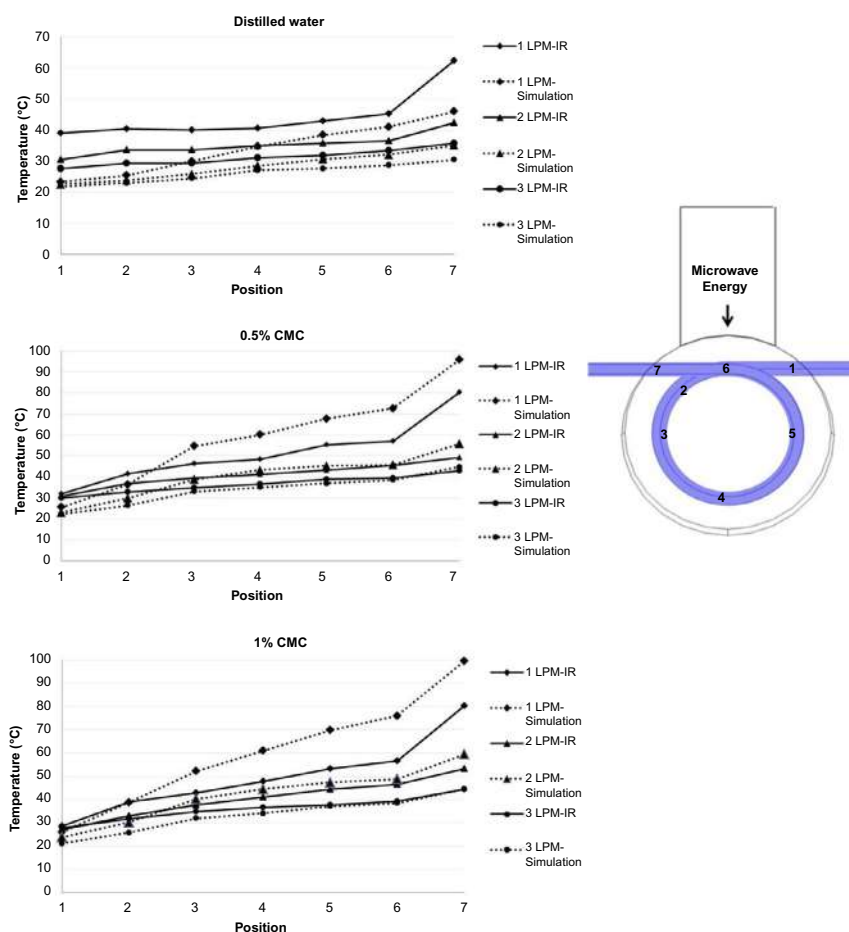 Distilled water
70
60
50
40
30
20
10
0
Temperature (°C)
1 2 3 4 5 6 7
Position
1 LPM-IR
1 LPM-
Simulation
2 LPM-IR
2 LPM-
Simulation
3 LPM-IR
3 LPM-
Simulation
0.5% CMC
100
90
80
70
60
50
40
30
20
10
0
Temperature (°C)
1 2 3 4 5 6 7
Position
1 LPM-IR
1 LPM-
Simulation
2 LPM-IR
2 LPM-
Simulation
3 LPM-IR
3 LPM-
Simulation
1% CMC
100
90
80
70
60
50
40
30
20
10
0
Temperature (°C)
1 2 3 4 5 6 7
Position
1 LPM-IR
1 LPM-
Simulation
2 LPM-IR
2 LPM-
Simulation
3 LPM-IR
3 LPM-
Simulation
Microwave
Energy
7 6 1
2
3 5
4